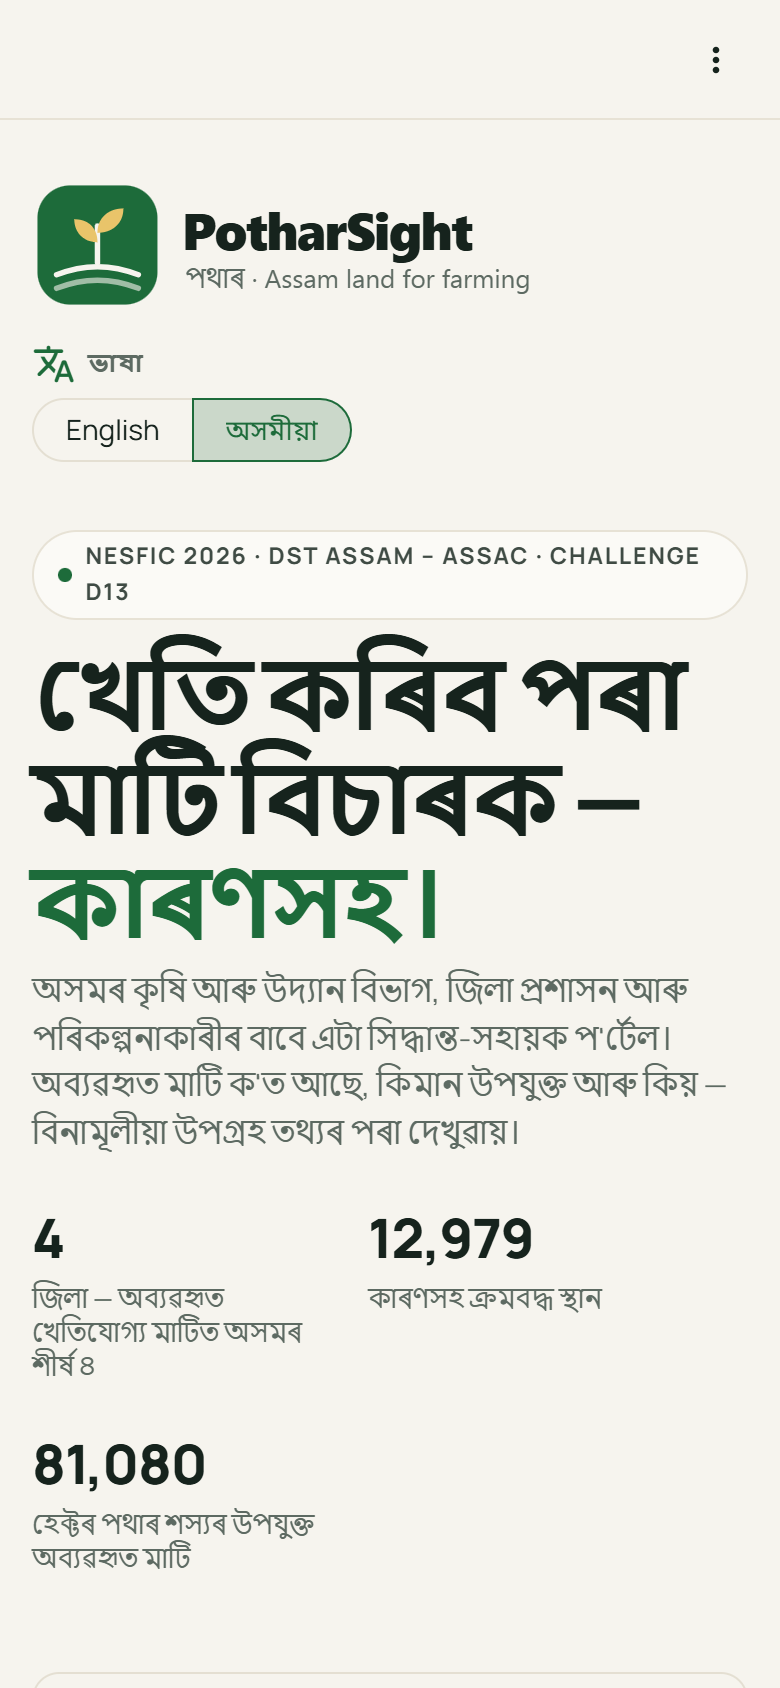 PotharSight
পথাৰ · Assam land for farming
ভাষা
English
অসমীয়া
NESFIC 2026 · DST ASSAM – ASSAC · CHALLENGE
D13
খেতি কৰিব পৰা
মাটি বিচাৰক —
কাৰণসহ।
অসমৰ কৃষি আৰু উদ্যান বিভাগ, জিলা প্ৰশাসন আৰু
পৰিকল্পনাকাৰীৰ বাবে এটা সিদ্ধান্ত-সহায়ক প'ৰ্টেল।
অব্যৱহৃত মাটি ক'ত আছে, কিমান উপযুক্ত আৰু কিয় —
বিনামূলীয়া উপগ্ৰহ তথ্যৰ পৰা দেখুৱায়।
4
জিলা — অব্যৱহৃত
খেতিযোগ্য মাটিত অসমৰ
শীৰ্ষ ৪
12,979
কাৰণসহ ক্ৰমবদ্ধ স্থান
81,080
হেক্টৰ পথাৰ শস্যৰ উপযুক্ত
অব্যৱহৃত মাটি